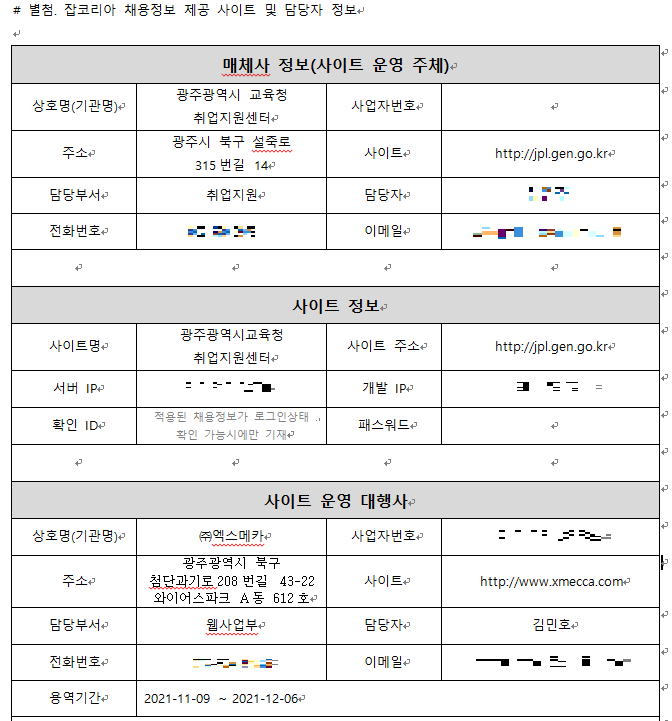 # 별첨. 잡코리아 채용정보 제공 사이트 및 담당자 정보
매체사 정보(사이트 운영 주체)
상호명(기관명) 광주광역시 교육청 취업지원센터 사업자번호
주소 광주시 북구 설죽로 315번길 14 사이트 http://jpl.gen.go.kr
담당부서 취업지원 담당자
전화번호 이메일
사이트 정보
사이트명 광주광역시교육청 취업지원센터 사이트 주소 http://jpl.gen.go.kr
서버 IP 개발 IP
확인 ID 적용된 채용정보가 로그인상태 확인 가능시에만 기재 패스워드
사이트 운영 대행사
상호명(기관명) ㈜엑스메카 사업자번호
주소 광주광역시 북구 첨단과기로208번길 43-22 와이어스파크 A동 612호 사이트 http://www.xmecca.com
담당부서 웹사업부 담당자 김민호
전화번호 이메일
용역기간 2021-11-09 ~ 2021-12-06